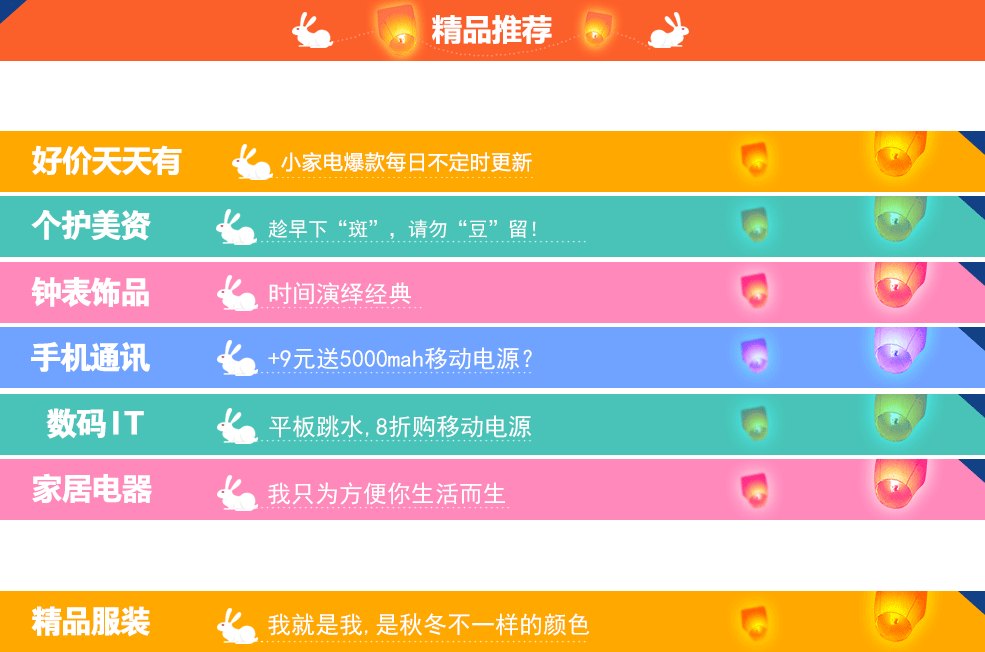 精品推荐
好价天天有 小家电爆款每日不定时更新
个护美资 趁早下“斑”，请勿“豆”留！
钟表饰品 时间演绎经典
手机通讯 +9元送5000mah移动电源?
数码IT 平板跳水,8折购移动电源
家居电器 我只为方便你生活而生
精品服装 我就是我,是秋冬不一样的颜色